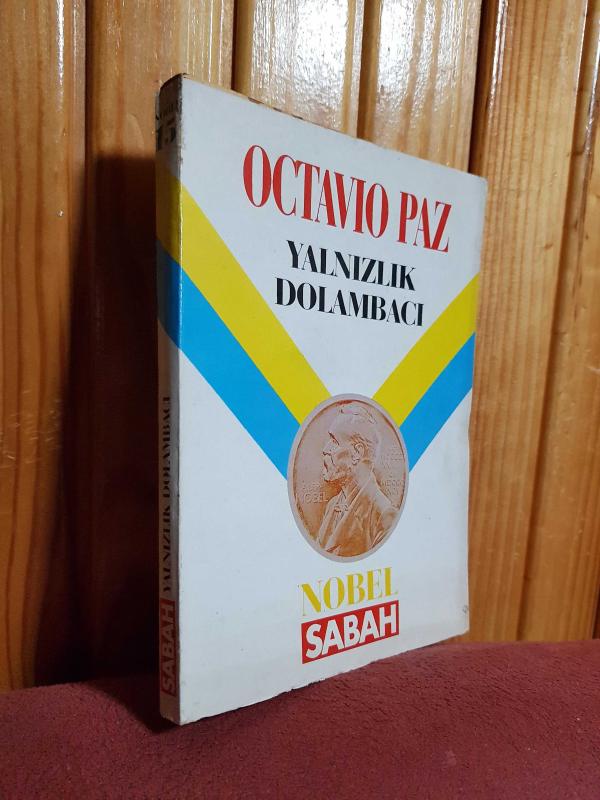 OCTAVIO PAZ
YALNIZLIK
DOLAMBACI
NOBEL
SABAH
SABAH YALNIZLIK DOLAMBACI